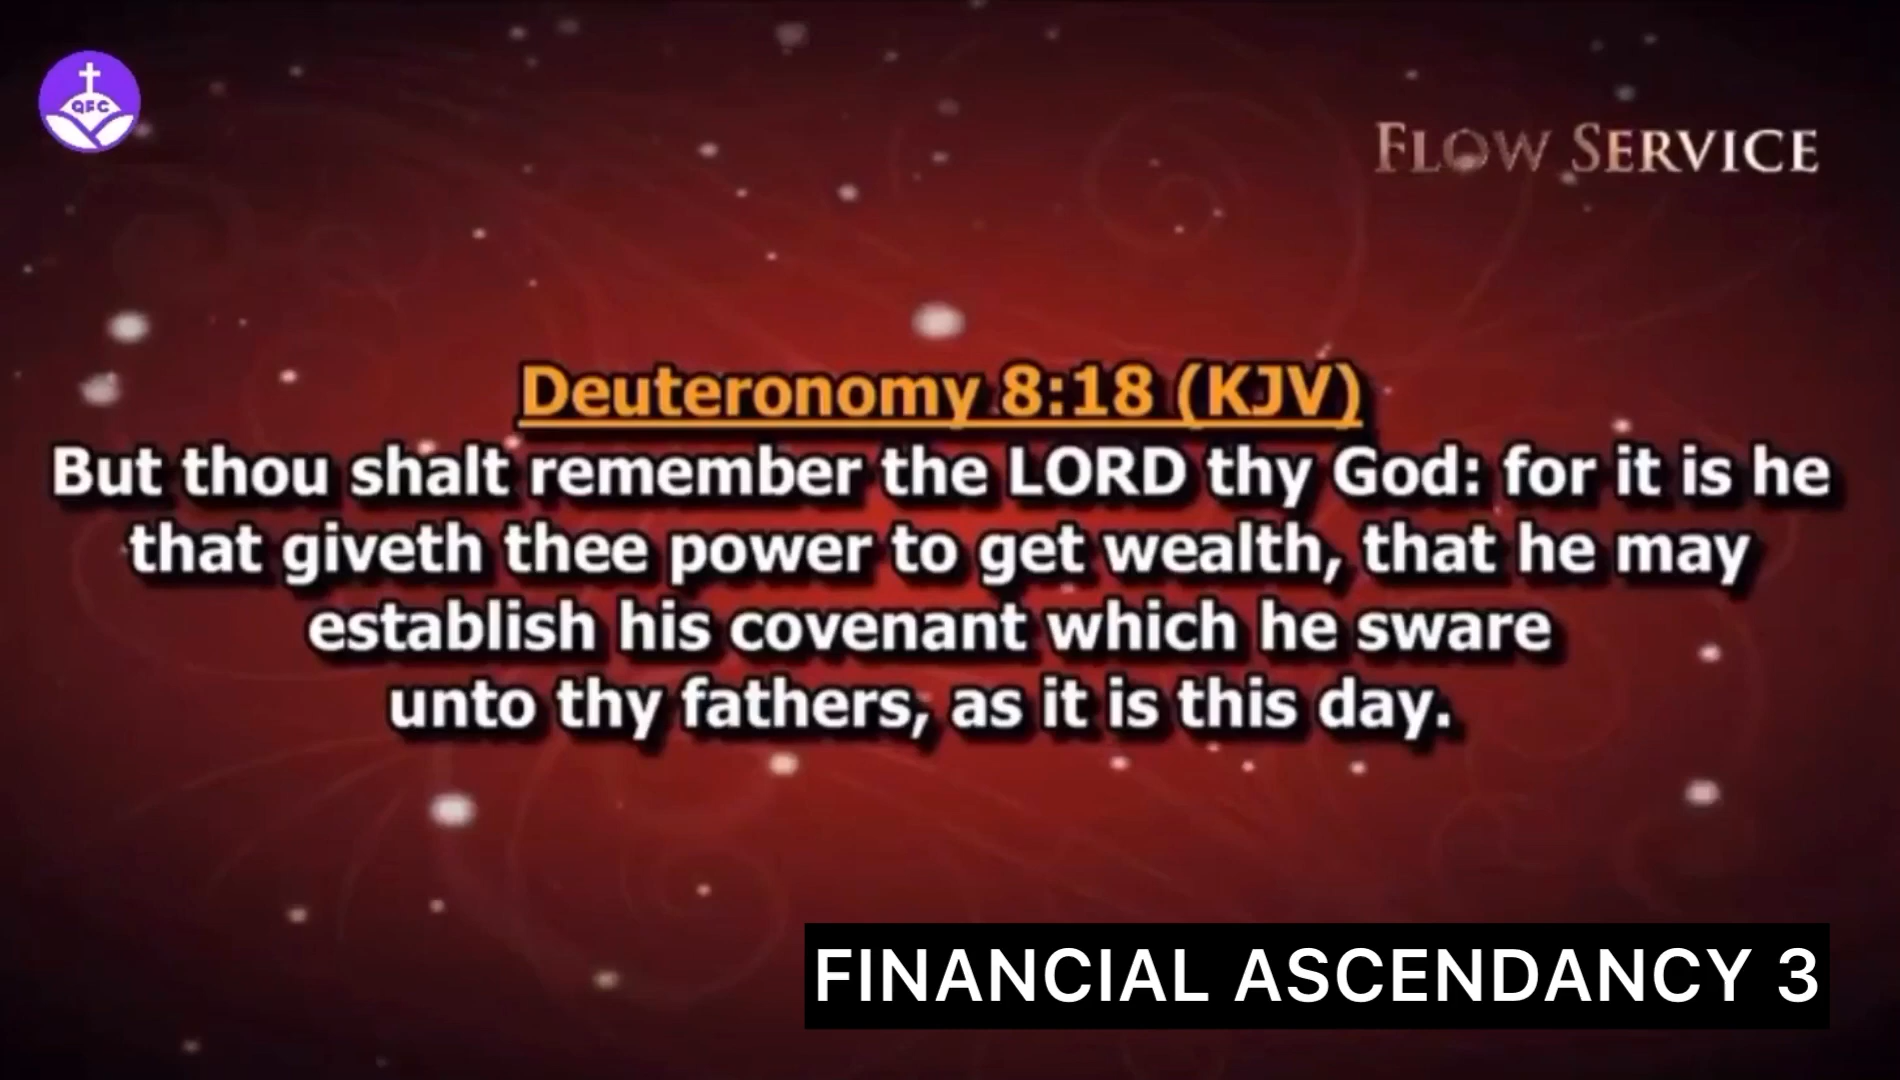 QFC
FLOW SERVICE
Deuteronomy 8:18 (KJV)
But thou shalt remember the LORD thy God: for it is he
that giveth thee power to get wealth, that he may
establish his covenant which he sware
unto thy fathers, as it is this day.
FINANCIAL ASCENDANCY 3